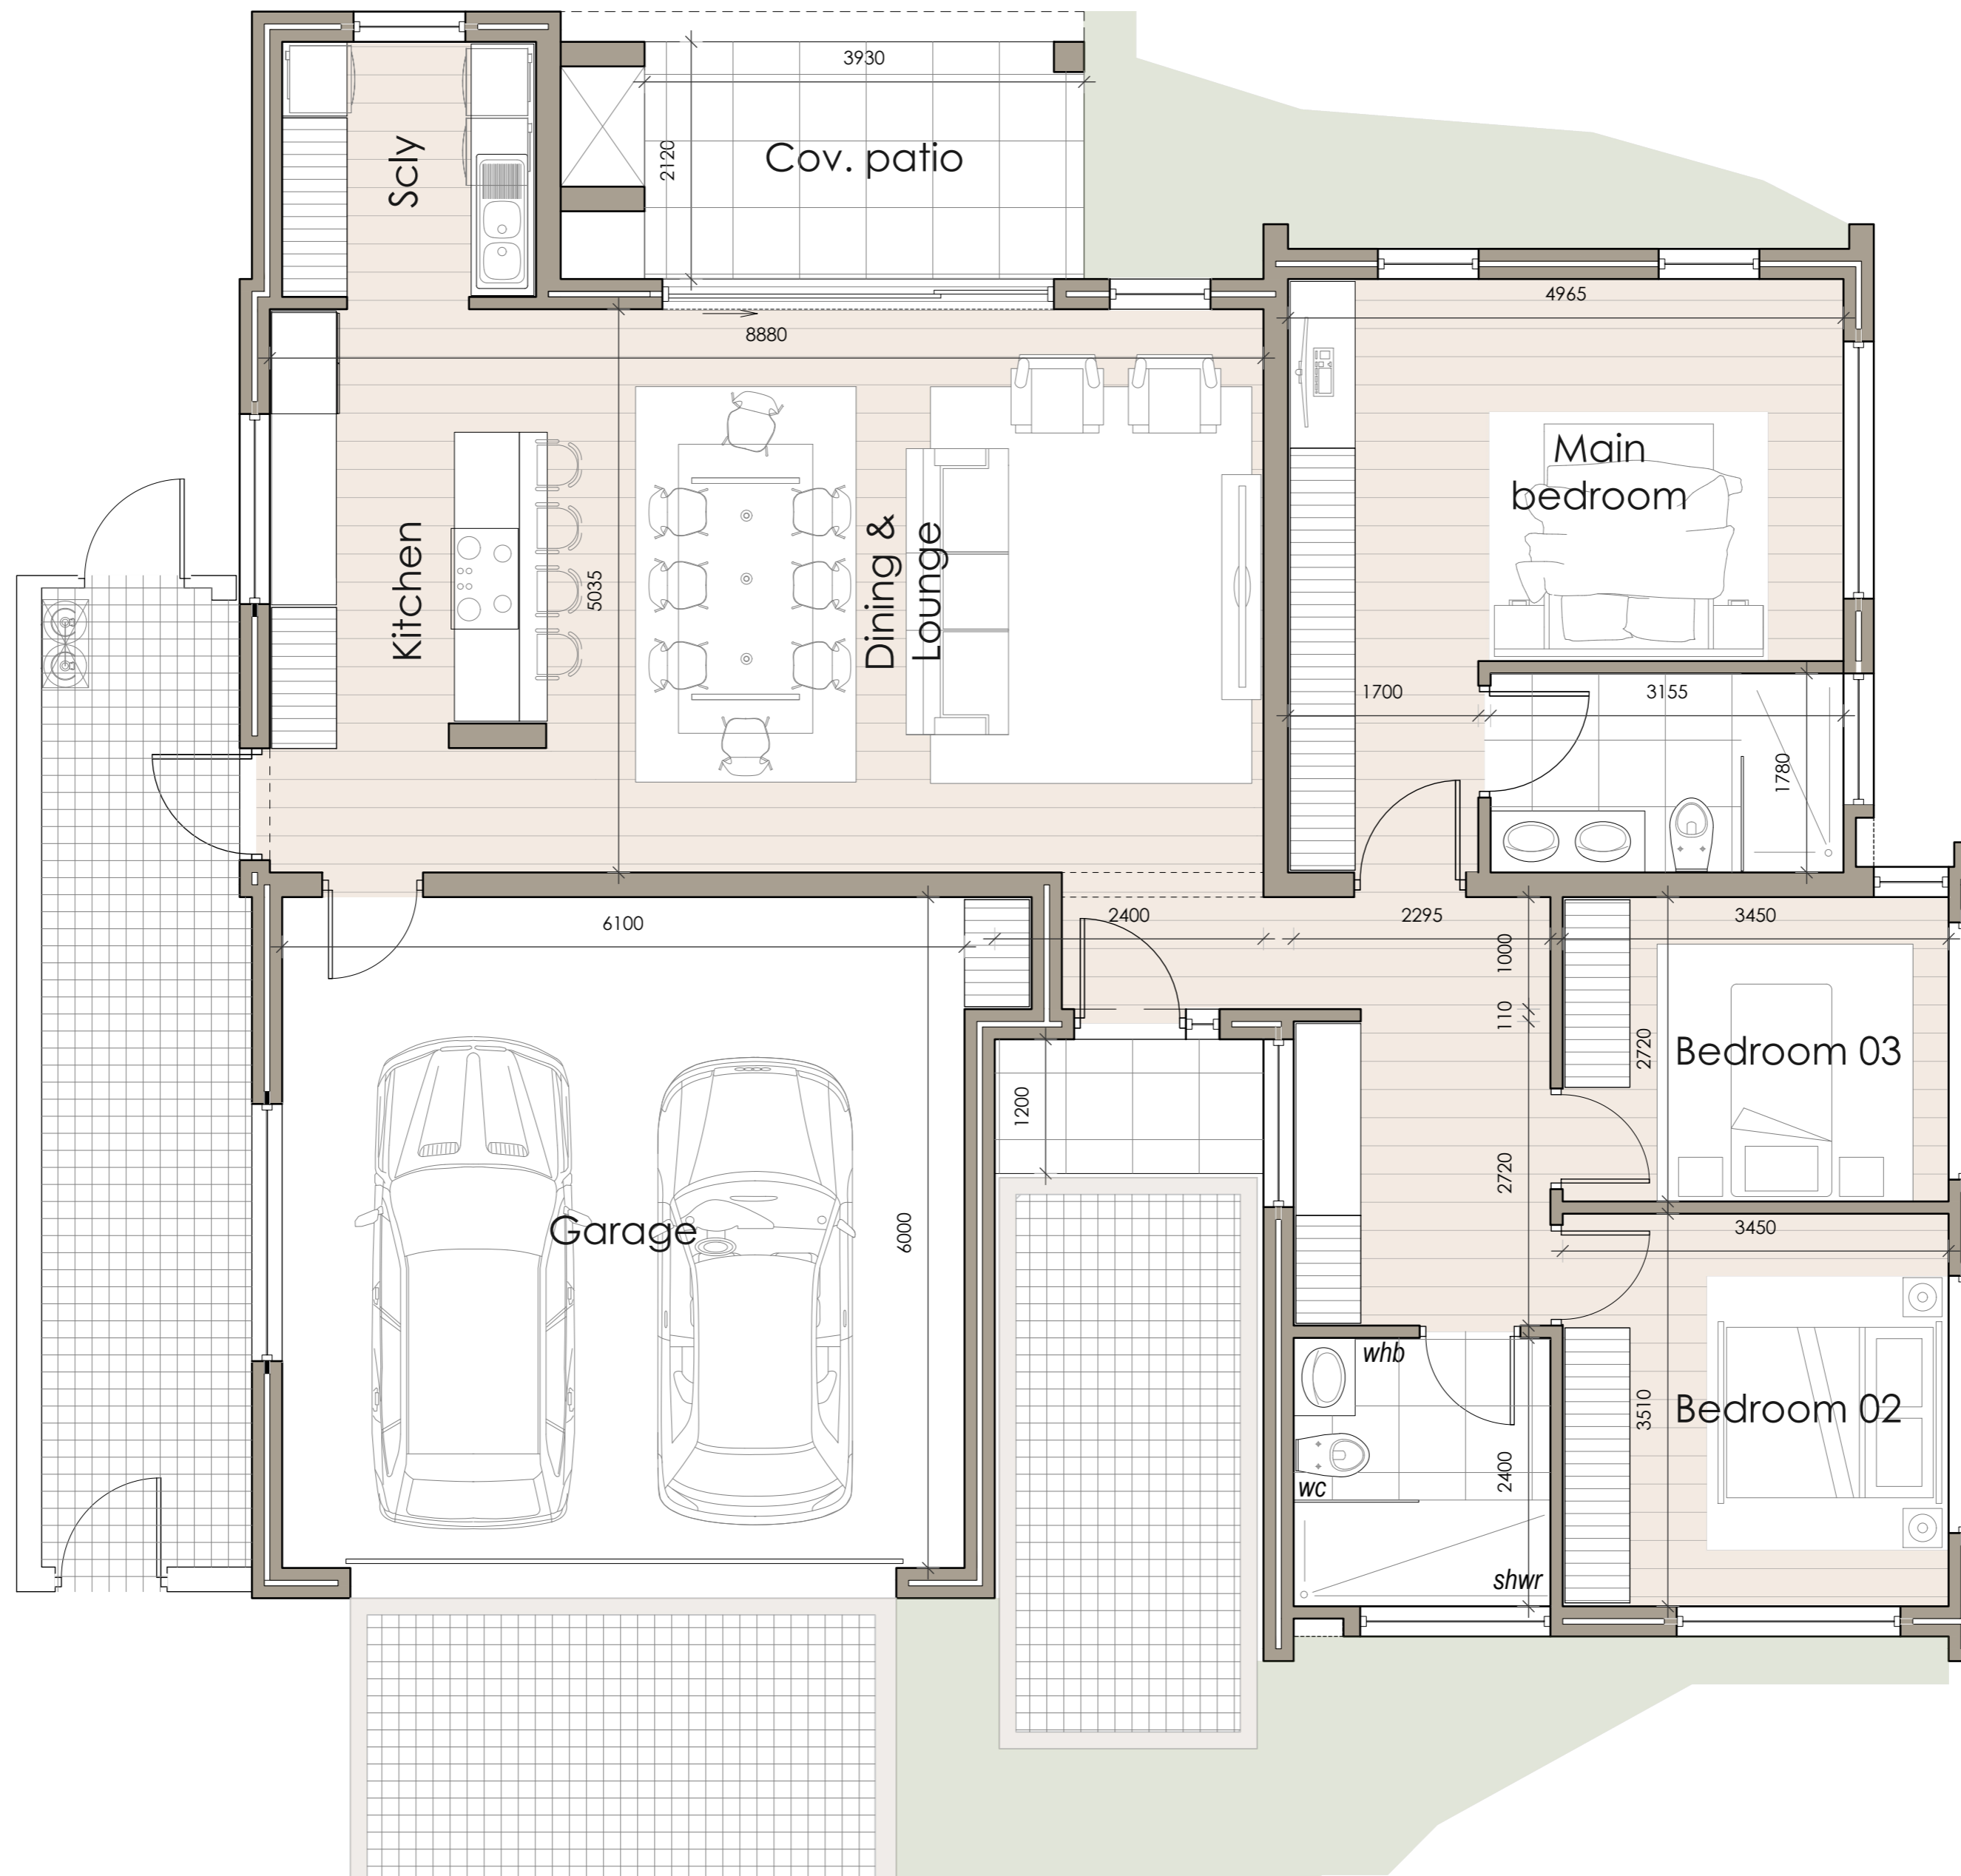 3930
Scly
2120
Cov. patio
4965
8880
Main
bedroom
Kitchen
5035
Dining &
Lounge
1700
3155
1780
6100
2400
2295
3450
1000
110
2720
Bedroom 03
1200
2720
Garage
6000
3450
whb
3510
Bedroom 02
2400
wc
shwr